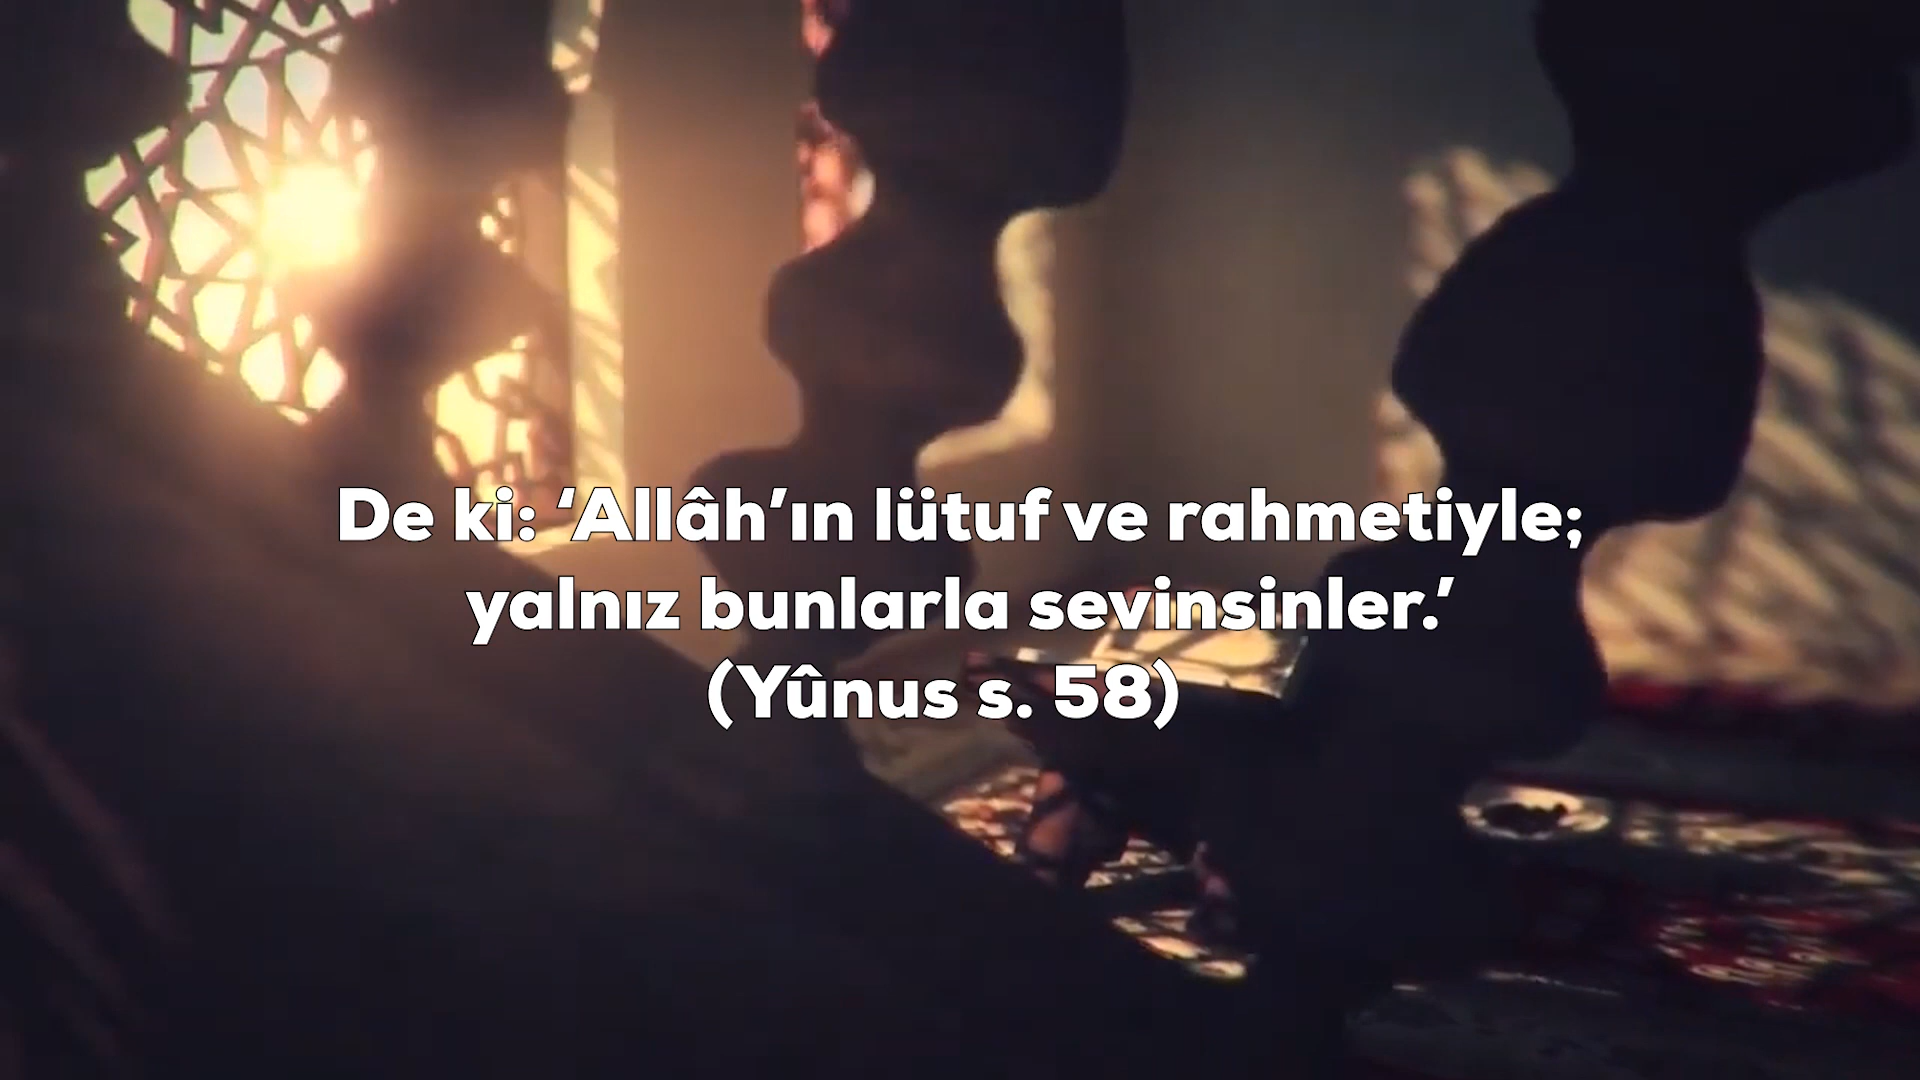 De ki: ‘Allâh’ın lütuf ve rahmetiyle;
yalnız bunlarla sevinsinler.’
(Yûnus s. 58)